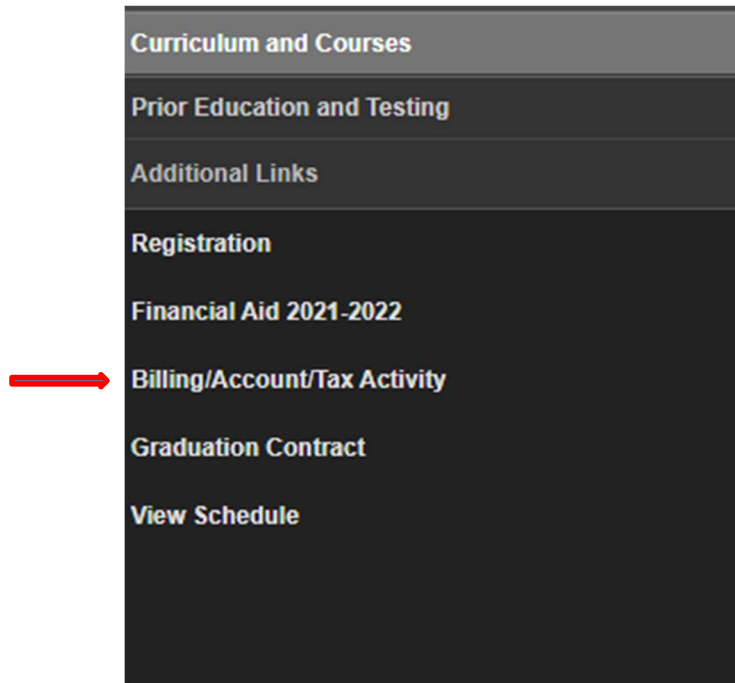 Curriculum and Courses
Prior Education and Testing
Additional Links
Registration
Financial Aid 2021-2022
Billing/Account/Tax Activity
Graduation Contract
View Schedule